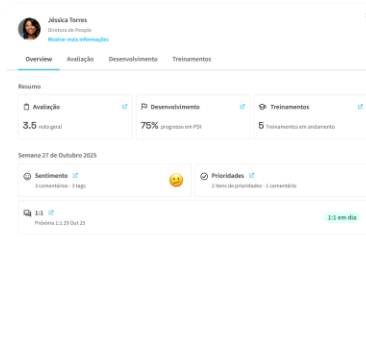 Jéssica Torres
Diretora de People
Mostrar mais informações
Overview Avaliação Desenvolvimento Treinamentos
Resumo
Avaliação
3.5 nota geral
Desenvolvimento
75% progresso em PDI
Treinamentos
5 Treinamentos em andamento
Semana 27 de Outubro 2025
Sentimento
3 comentários · 3 tags
Prioridades
2 itens de prioridades · 1 comentário
1:1
Próxima 1:1 29 Out 25
1:1 em dia